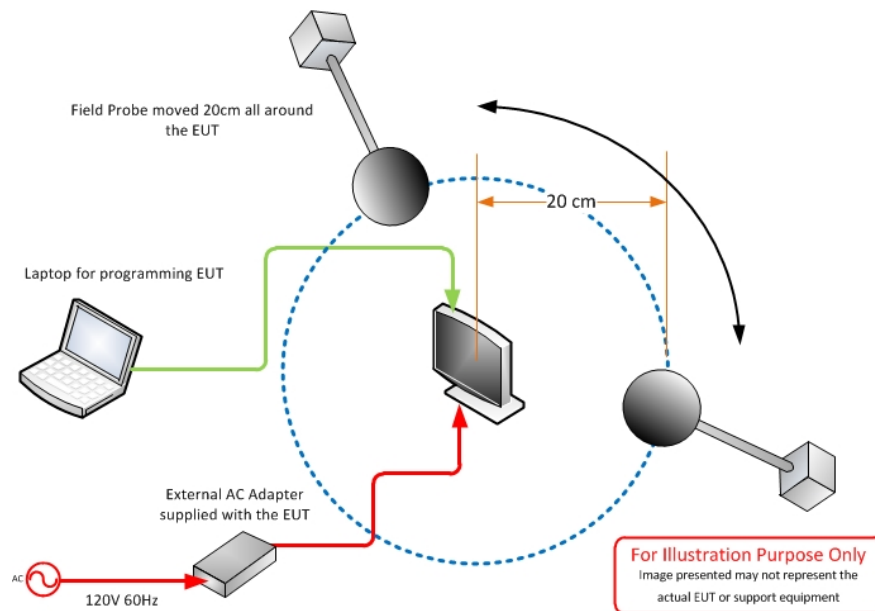 Field Probe moved 20cm all around
the EUT
20 cm
Laptop for programming EUT
External AC Adapter
supplied with the EUT
AC
120V 60Hz
For Illustration Purpose Only
Image presented may not represent the
actual EUT or support equipment